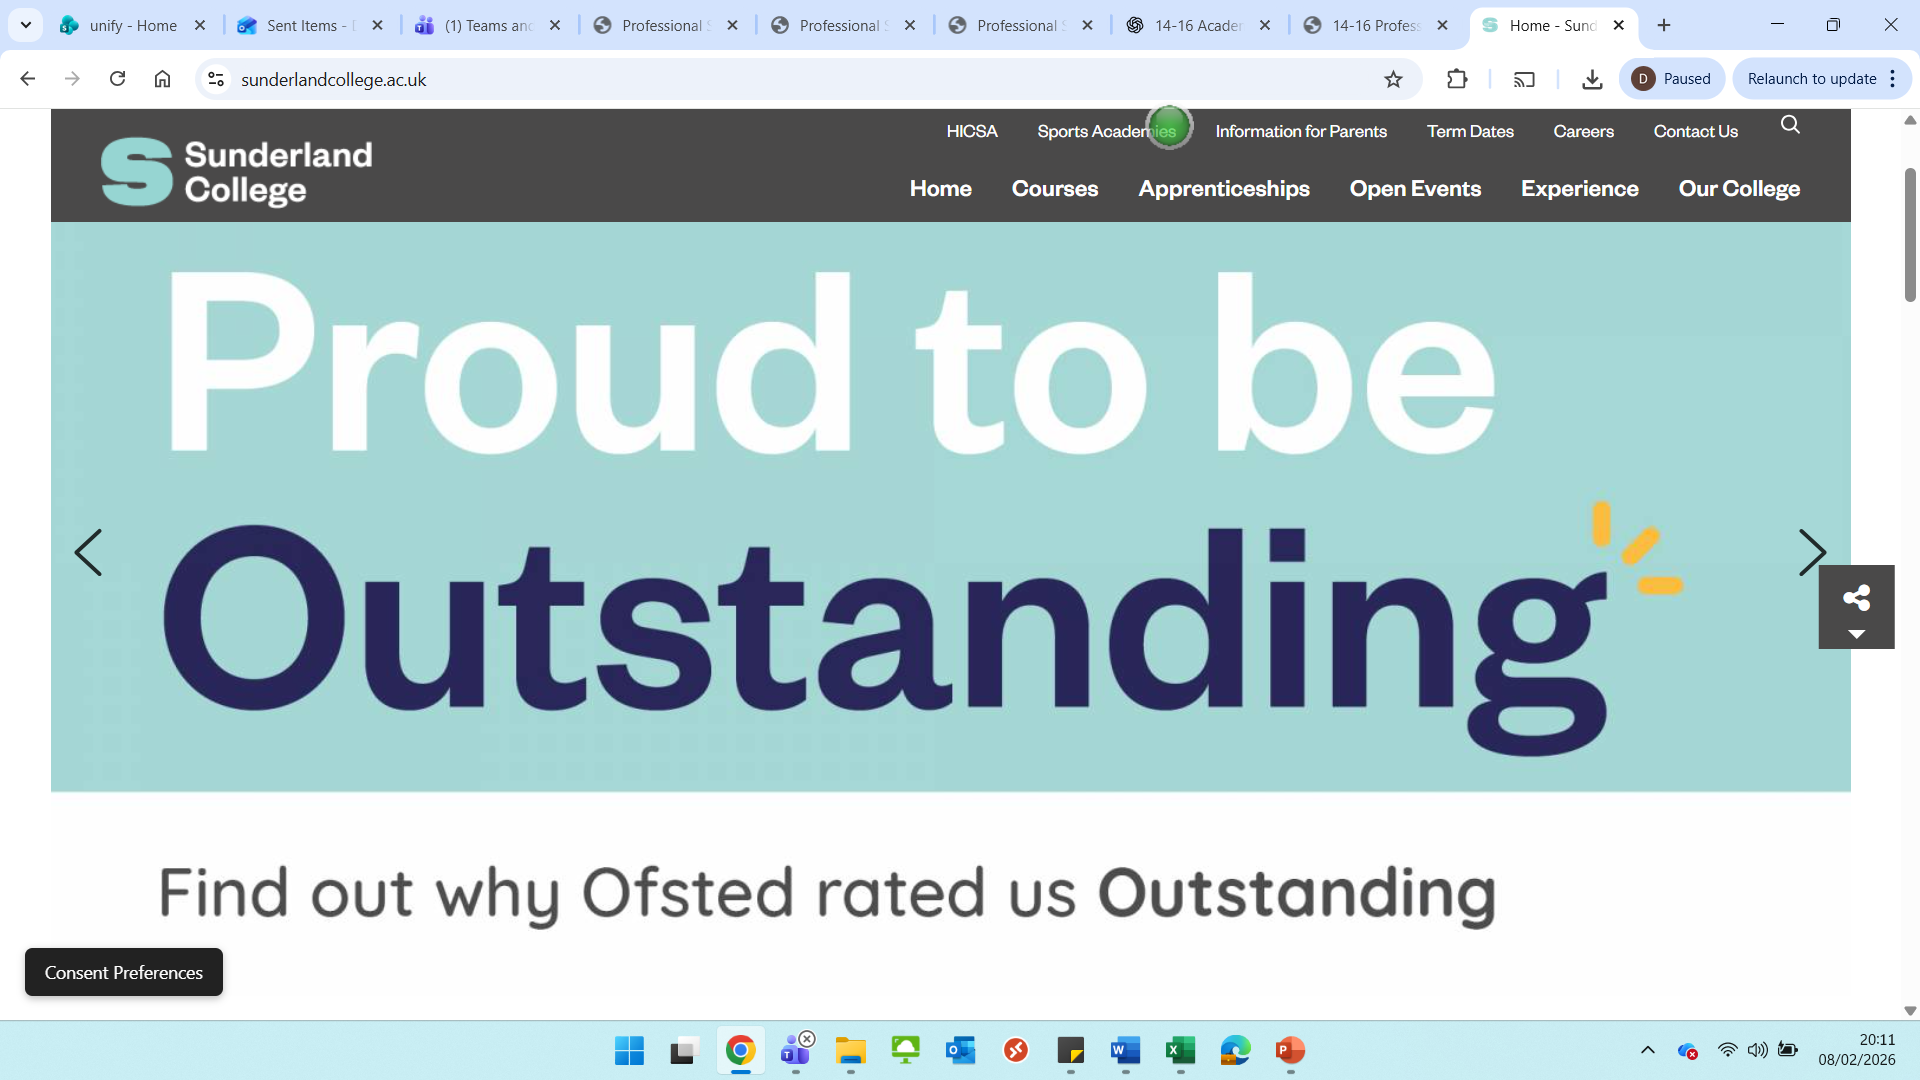 unify - Home
Sent Items -
(1) Teams and
Professional
Professional
Professional
14-16 Academ
14-16 Profess
Home - Sund
sunderlandcollege.ac.uk
D
Paused
Relaunch to update
HICSA
Sports Academies
Information for Parents
Term Dates
Careers
Contact Us
Sunderland
College
Home
Courses
Apprenticeships
Open Events
Experience
Our College
Proud to be
Outstanding
Find out why Ofsted rated us Outstanding
Consent Preferences
20:11
08/02/2026